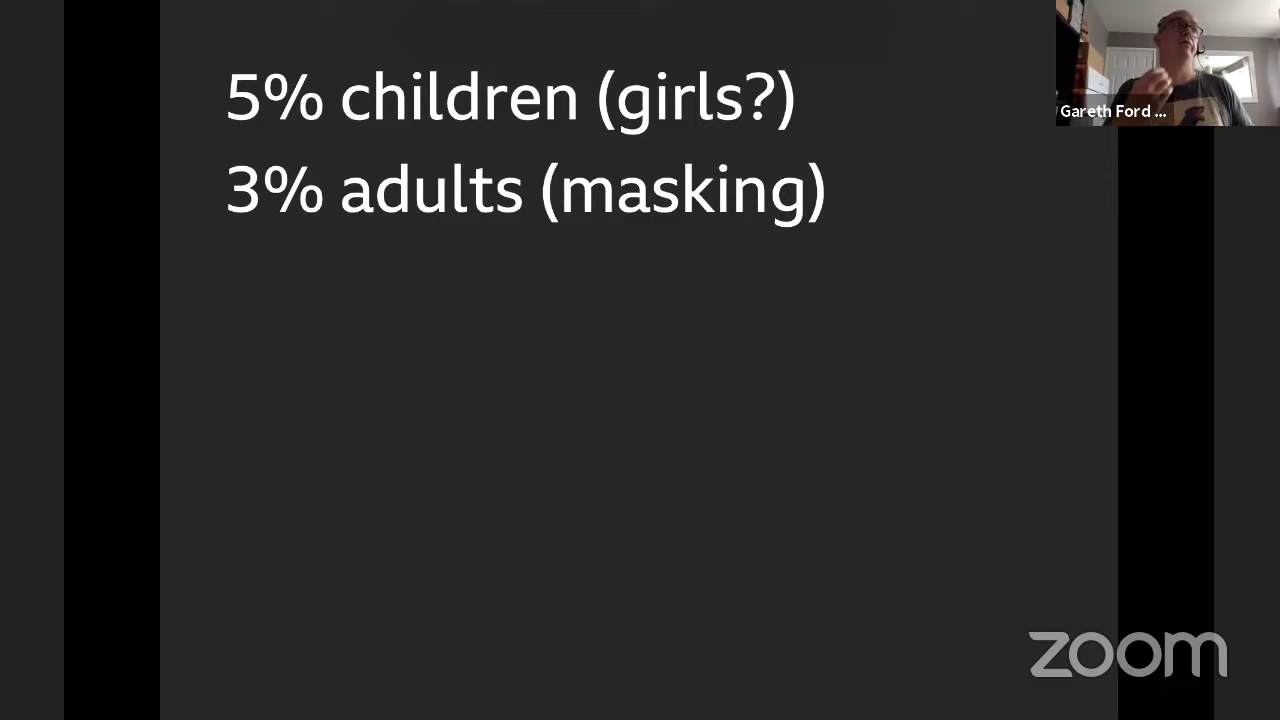 5% children (girls?)
3% adults (masking)
Gareth Ford ...
zoom